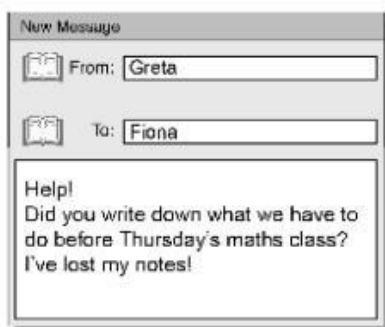 New Message
From: Greta
To: Fiona
Help!
Did you write down what we have to
do before Thursday's maths class?
I've lost my notes!